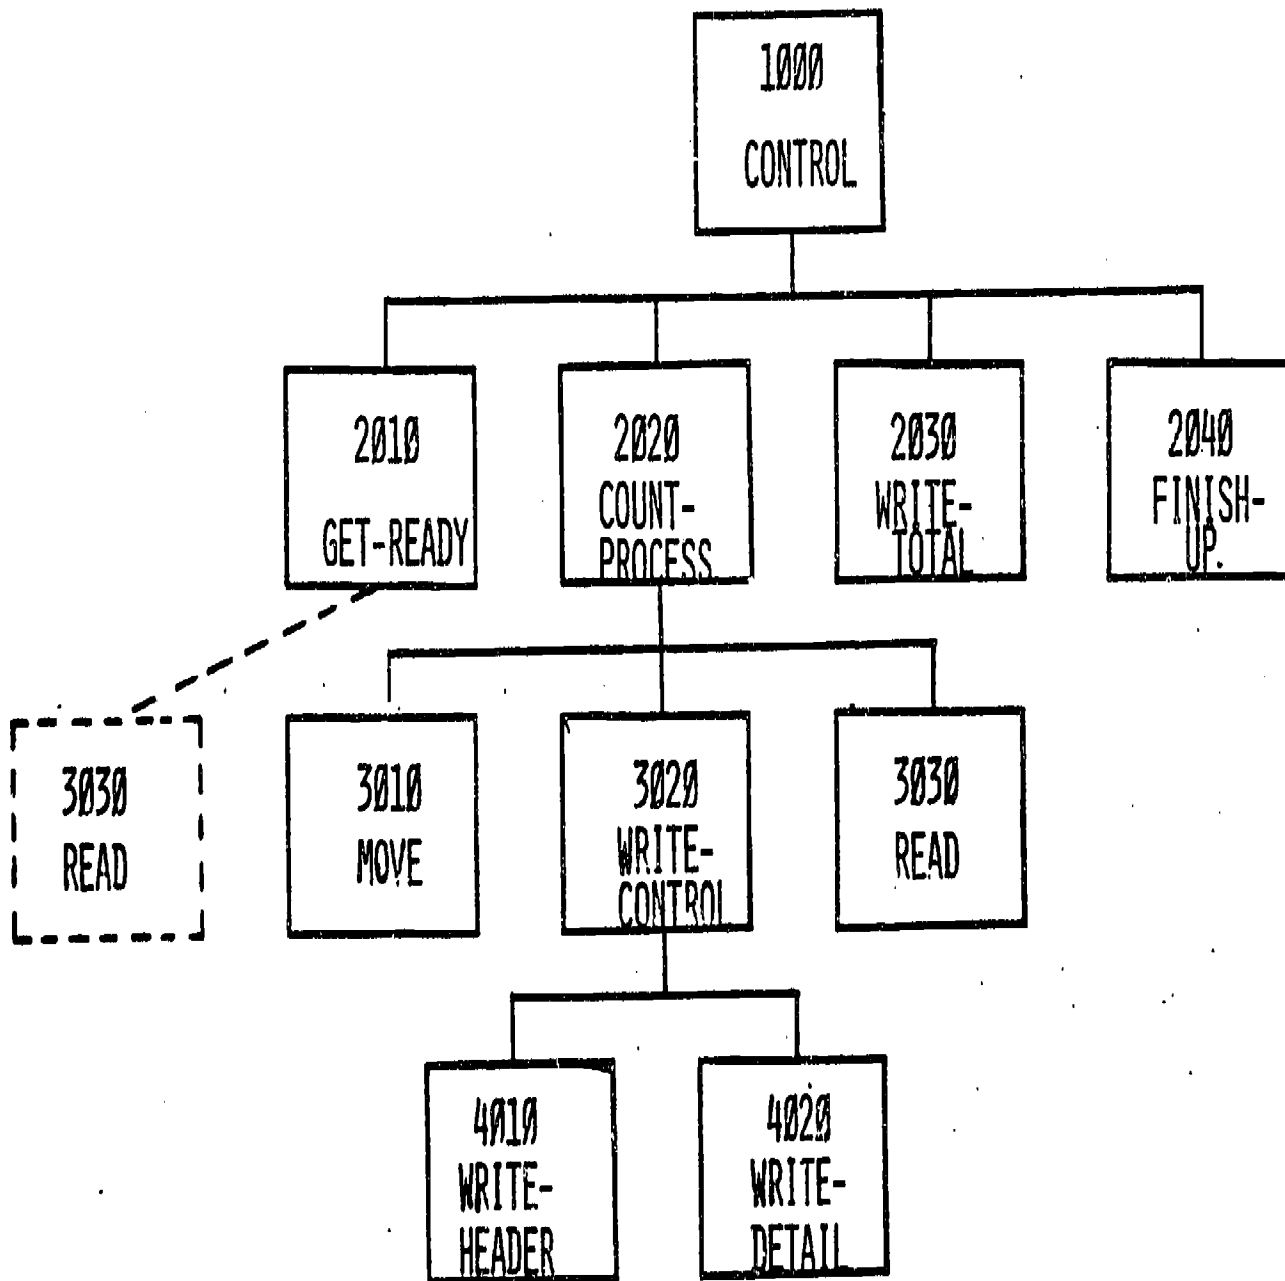 1000
CONTROL
2010
GET-READY
2020
COUNT-
PROCESS
2030
WRITE-
TOTAL
2040
FINISH-
UP.
3030
READ
3010
MOVE
3020
WRITE-
CONTROL
3030
READ
4010
WRITE-
HEADER
4020
WRITE-
DETAIL